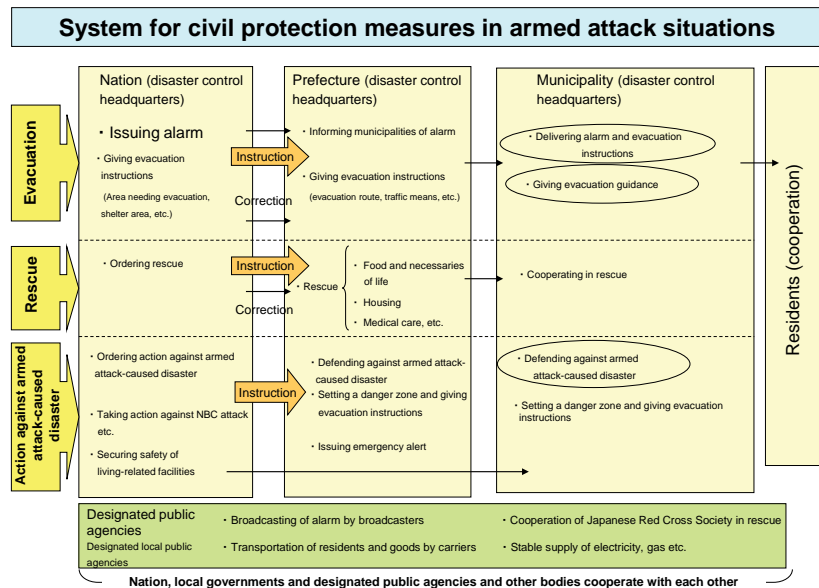 System for civil protection measures in armed attack situations
Nation (disaster control
headquarters)
Prefecture (disaster control
headquarters)
Municipality (disaster control
headquarters)
Evacuation
・Issuing alarm
・Giving evacuation
instructions
(Area needing evacuation,
shelter area, etc.)
Instruction
Correction
・Informing municipalities of alarm
・Giving evacuation instructions
(evacuation route, traffic means, etc.)
・Delivering alarm and evacuation
instructions
・Giving evacuation guidance
Residents (cooperation)
Rescue
・Ordering rescue
Instruction
Correction
・Rescue
・Food and necessaries
of life
・Housing
・Medical care, etc.
・Cooperating in rescue
Action against armed
attack-caused
disaster
・Ordering action against armed
attack-caused disaster
・Taking action against NBC attack
etc.
・Securing safety of
living-related facilities
Instruction
・Defending against armed attack-
caused disaster
・Setting a danger zone and giving
evacuation instructions
・Issuing emergency alert
・Defending against armed
attack-caused disaster
・Setting a danger zone and giving evacuation
instructions
Designated public
agencies
Designated local public
agencies
・Broadcasting of alarm by broadcasters
・Transportation of residents and goods by carriers
・Cooperation of Japanese Red Cross Society in rescue
・Stable supply of electricity, gas etc.
Nation, local governments and designated public agencies and other bodies cooperate with each other